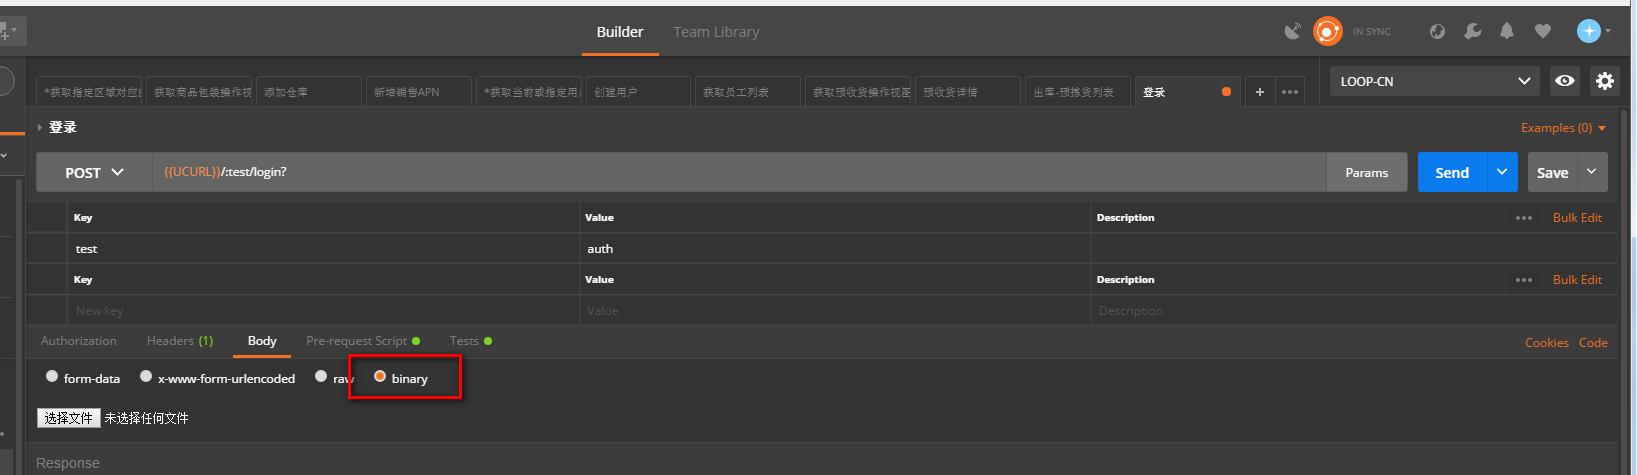 Builder Team Library IN SYNC
*获取指定区域对应 获取商品包装操作视 添加仓库 新增销售APN *获取当前或指定用户 创建用户 获取员工列表 获取预收货操作视图 预收货详情 出库-预拣货列表 登录 + ••• LOOP-CN
登录 Examples (0)
POST {{UCURL}}/:test/login? Params Send Save
Key Value Description ••• Bulk Edit
test auth
Key Value Description ••• Bulk Edit
New key Value Description
Authorization Headers (1) Body Pre-request Script Tests Cookies Code
form-data x-www-form-urlencoded raw binary
选择文件 未选择任何文件
Response